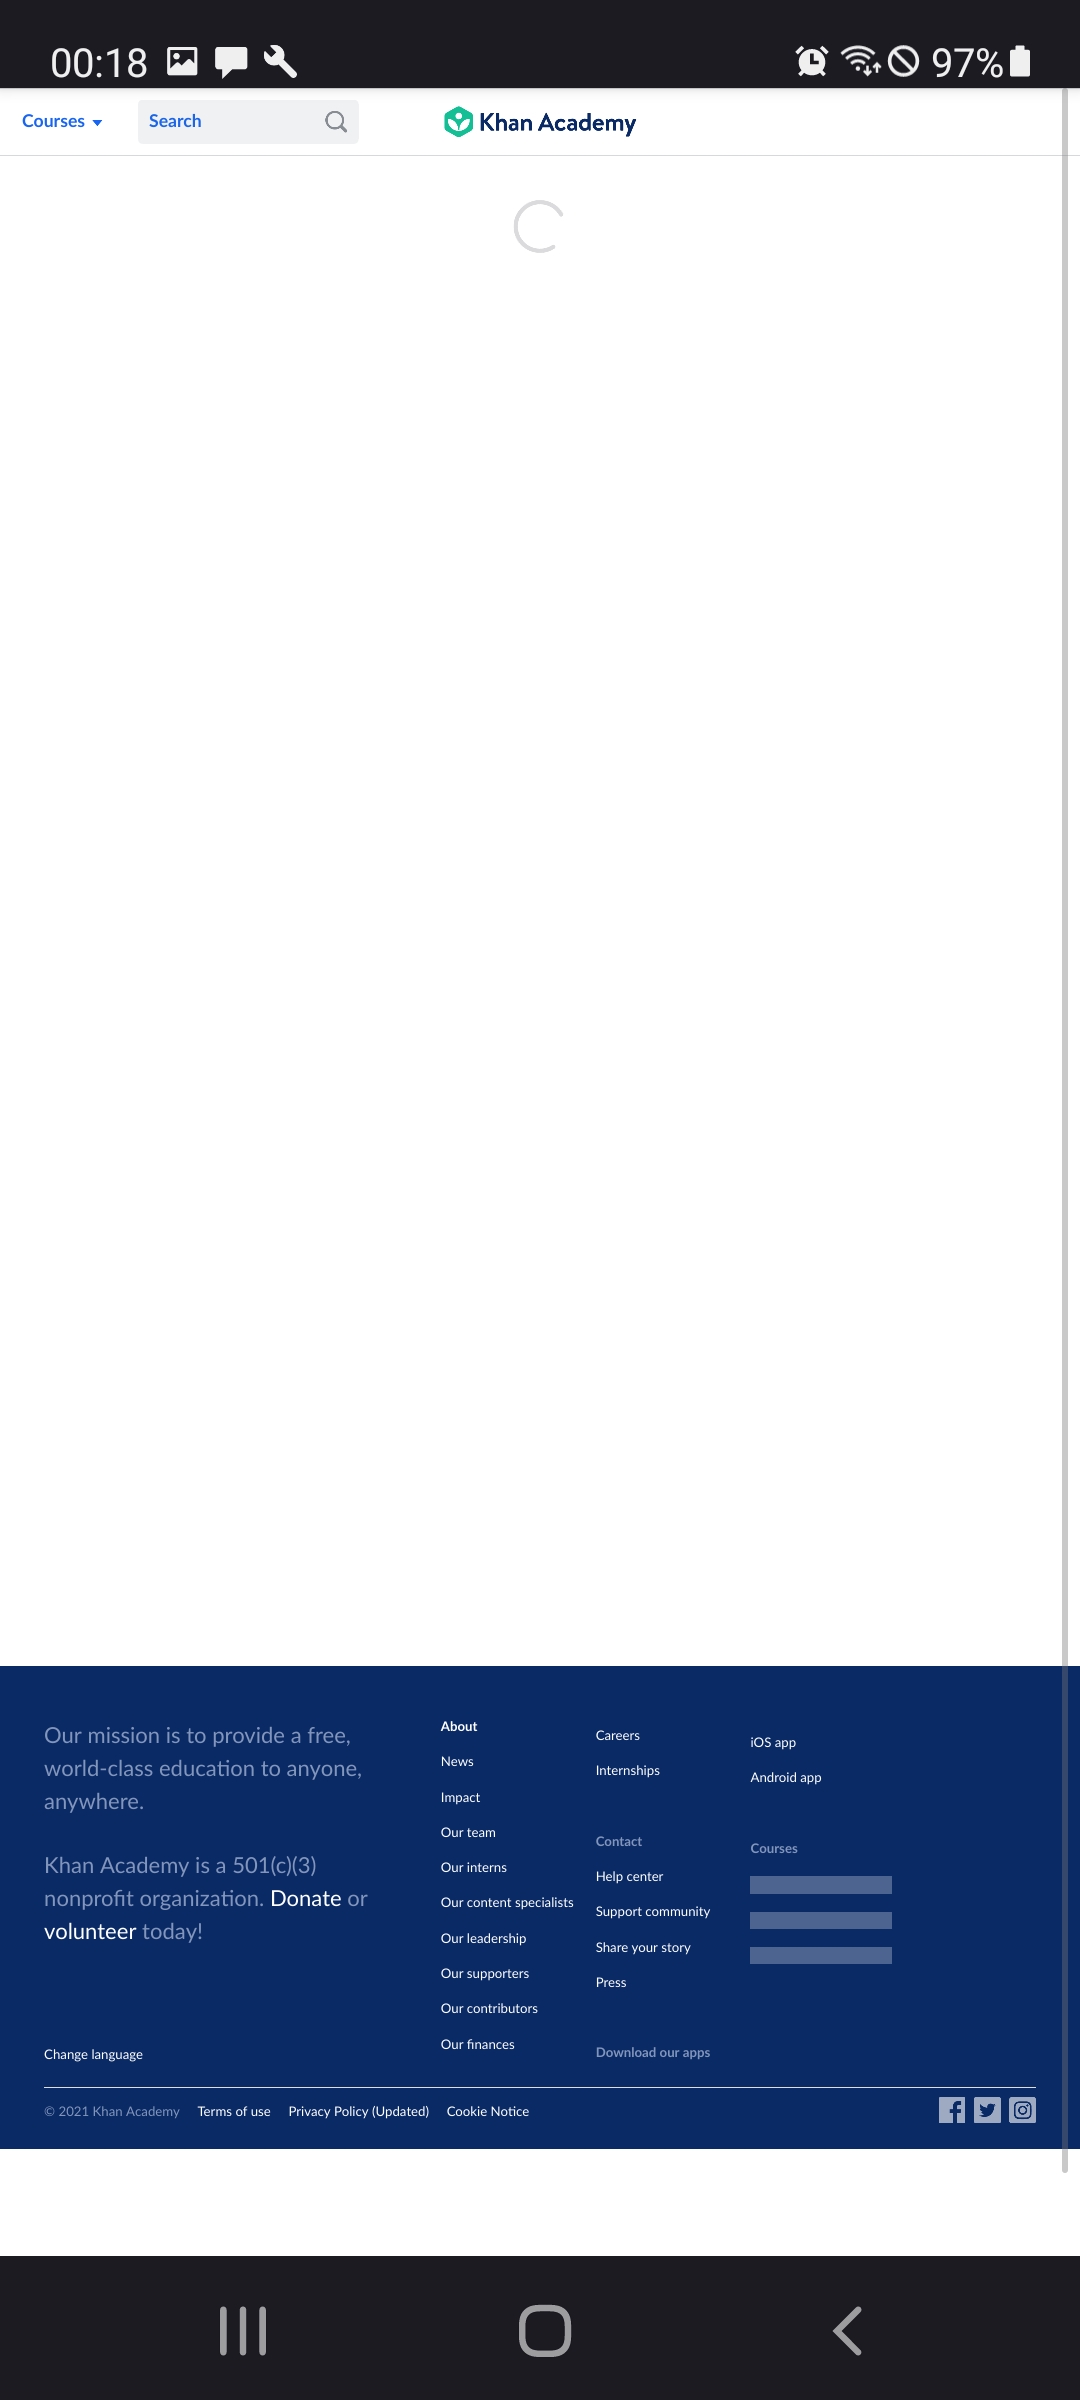 00:18
97%
Courses
Search
Khan Academy
Our mission is to provide a free,
world-class education to anyone,
anywhere.
Khan Academy is a 501(c)(3)
nonprofit organization. Donate or
volunteer today!
Change language
About
News
Impact
Our team
Our interns
Our content specialists
Our leadership
Our supporters
Our contributors
Our finances
Careers
Internships
Contact
Help center
Support community
Share your story
Press
Download our apps
iOS app
Android app
Courses
© 2021 Khan Academy Terms of use Privacy Policy (Updated) Cookie Notice